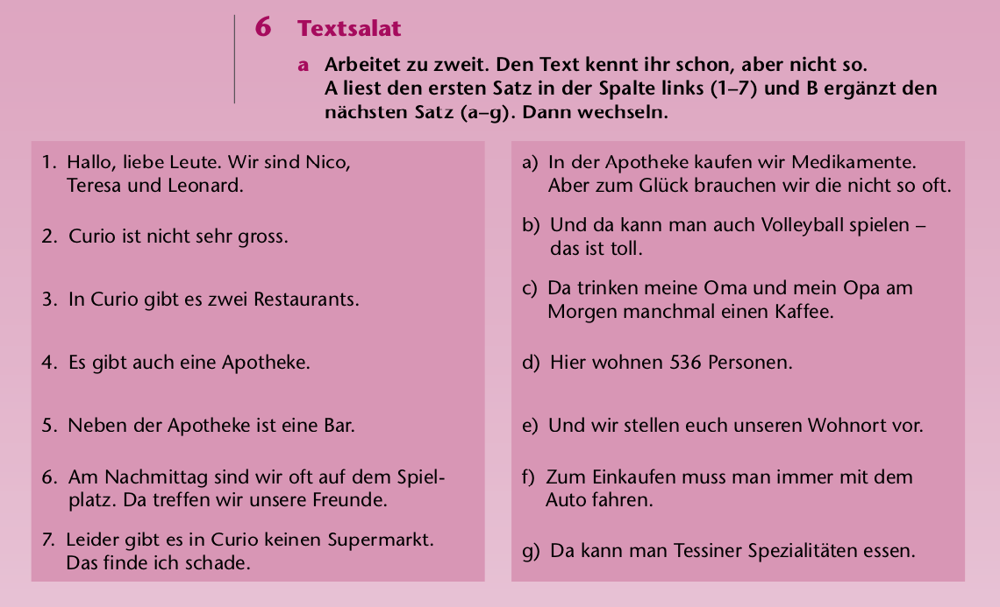 6 Textsalat
a Arbeitet zu zweit. Den Text kennt ihr schon, aber nicht so.
A liest den ersten Satz in der Spalte links (1–7) und B ergänzt den
nächsten Satz (a–g). Dann wechseln.
1. Hallo, liebe Leute. Wir sind Nico,
Teresa und Leonard.
2. Curio ist nicht sehr gross.
3. In Curio gibt es zwei Restaurants.
4. Es gibt auch eine Apotheke.
5. Neben der Apotheke ist eine Bar.
6. Am Nachmittag sind wir oft auf dem Spiel-
platz. Da treffen wir unsere Freunde.
7. Leider gibt es in Curio keinen Supermarkt.
Das finde ich schade.
a) In der Apotheke kaufen wir Medikamente.
Aber zum Glück brauchen wir die nicht so oft.
b) Und da kann man auch Volleyball spielen –
das ist toll.
c) Da trinken meine Oma und mein Opa am
Morgen manchmal einen Kaffee.
d) Hier wohnen 536 Personen.
e) Und wir stellen euch unseren Wohnort vor.
f) Zum Einkaufen muss man immer mit dem
Auto fahren.
g) Da kann man Tessiner Spezialitäten essen.